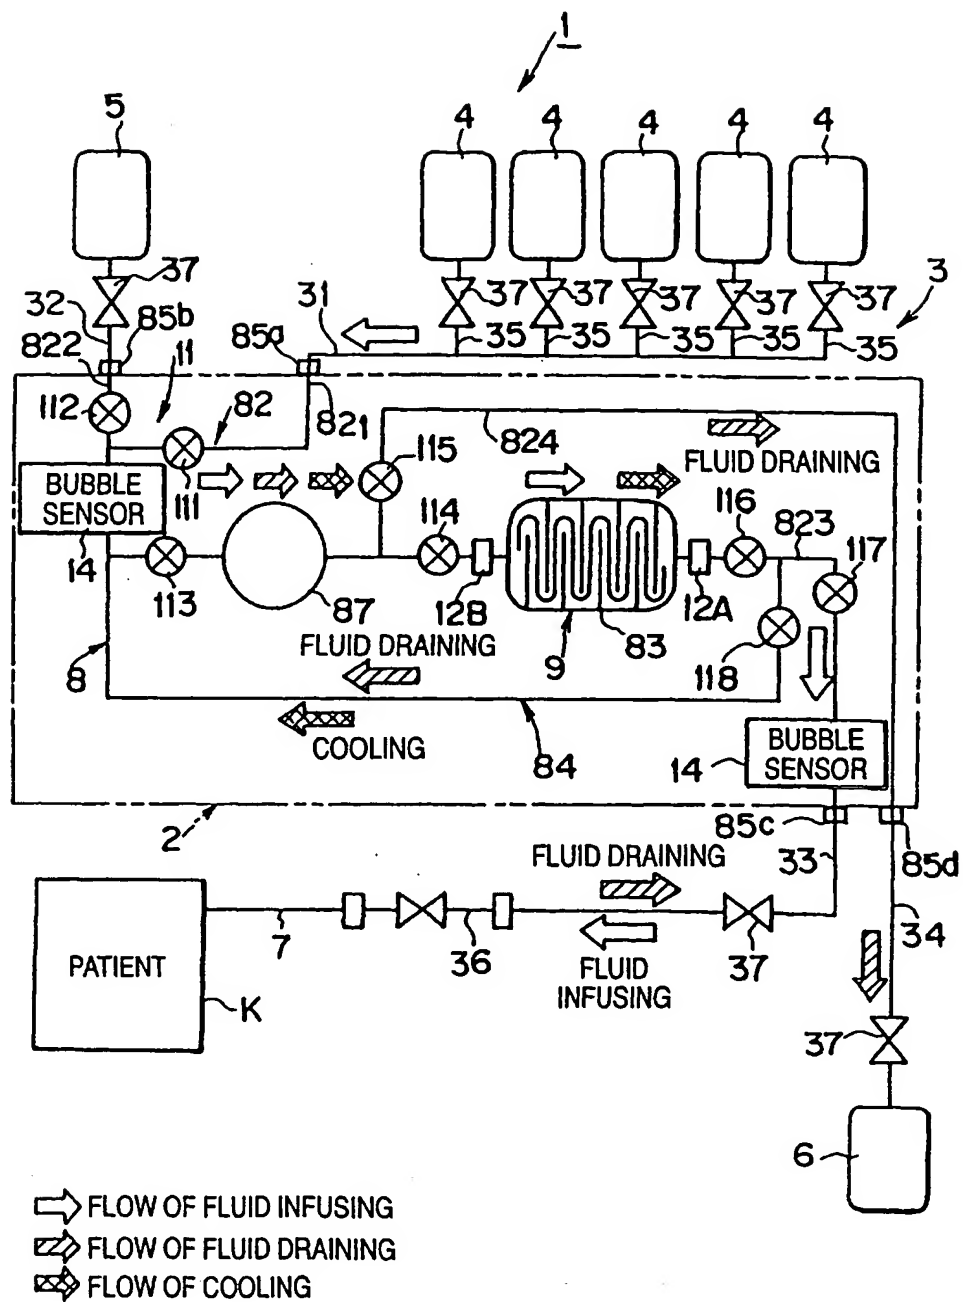 1
5
4 4 4 4 4
37
37 37 37 37 37
3
32
85b
31
35 35 35 35 35
822
85a
11
112
82
821
115
824
FLUID DRAINING
BUBBLE
SENSOR
111
114
116
823
117
14
113
87
12B
12A
FLUID DRAINING
9
83
118
8
COOLING
84
14
BUBBLE
SENSOR
2
85c
85d
FLUID DRAINING
33
PATIENT
7
36
37
34
FLUID
INFUSING
K
37
6
FLOW OF FLUID INFUSING
FLOW OF FLUID DRAINING
FLOW OF COOLING